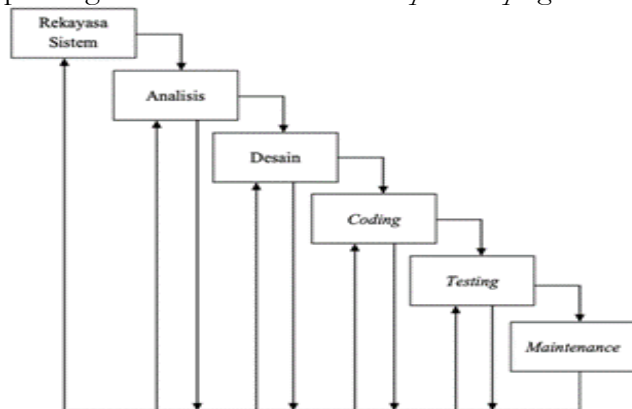 Rekayasa
Sistem
Analisis
Desain
Coding
Testing
Maintenance